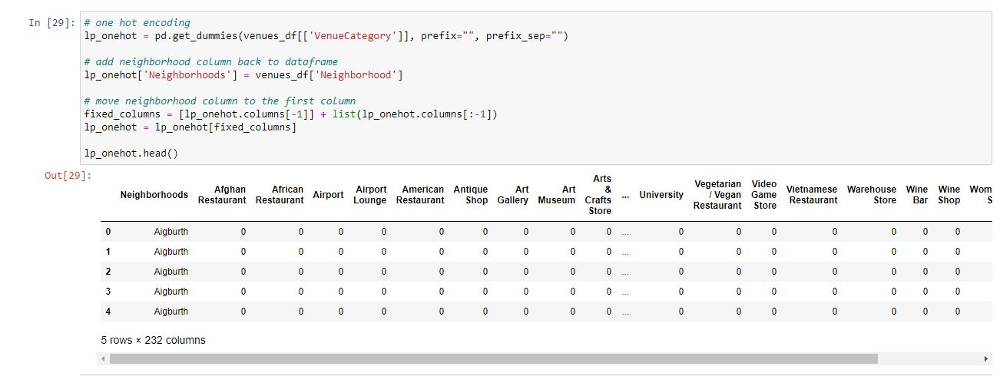 In [29]: # one hot encoding
lp_onehot = pd.get_dummies(venues_df[['VenueCategory']], prefix="", prefix_sep="")
# add neighborhood column back to dataframe
lp_onehot['Neighborhoods'] = venues_df['Neighborhood']
# move neighborhood column to the first column
fixed_columns = [lp_onehot.columns[-1]] + list(lp_onehot.columns[:-1])
lp_onehot = lp_onehot[fixed_columns]
lp_onehot.head()
Out[29]:
Neighborhoods Afghan Restaurant African Restaurant Airport Airport Lounge American Restaurant Antique Shop Art Gallery Art Museum Arts & Crafts Store ... University Vegetarian / Vegan Restaurant Video Game Store Vietnamese Restaurant Warehouse Store Wine Bar Wine Shop Wom S
0 Aigburth 0 0 0 0 0 0 0 0 0 ... 0 0 0 0 0 0 0
1 Aigburth 0 0 0 0 0 0 0 0 0 ... 0 0 0 0 0 0 0
2 Aigburth 0 0 0 0 0 0 0 0 0 ... 0 0 0 0 0 0 0
3 Aigburth 0 0 0 0 0 0 0 0 0 ... 0 0 0 0 0 0 0
4 Aigburth 0 0 0 0 0 0 0 0 0 ... 0 0 0 0 0 0 0
5 rows × 232 columns